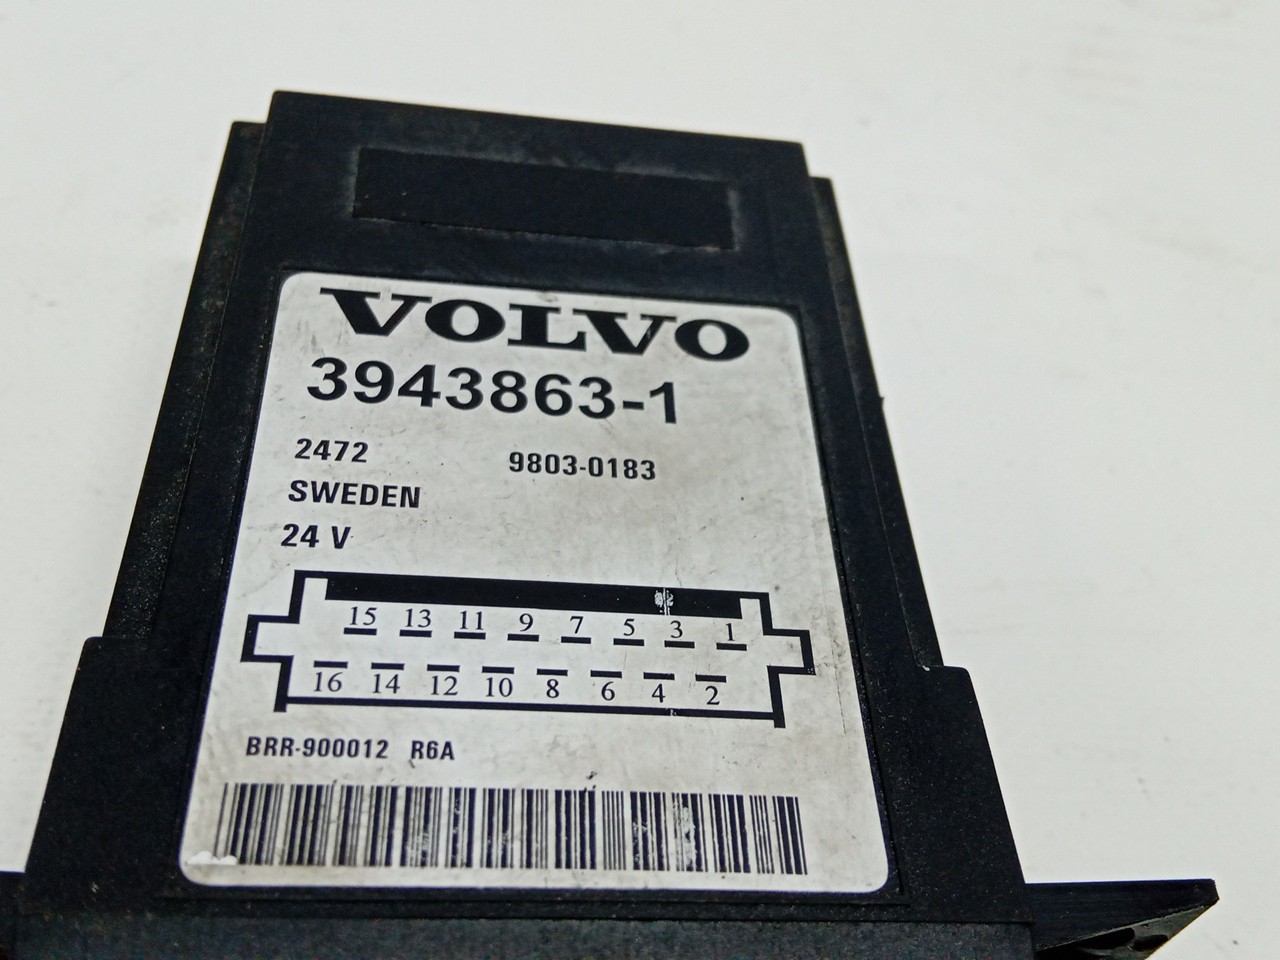 VOLVO
3943863-1
2472 9803-0183
SWEDEN
24 V
15 13 11 9 7 5 3 1
16 14 12 10 8 6 4 2
BRR-900012 R6A